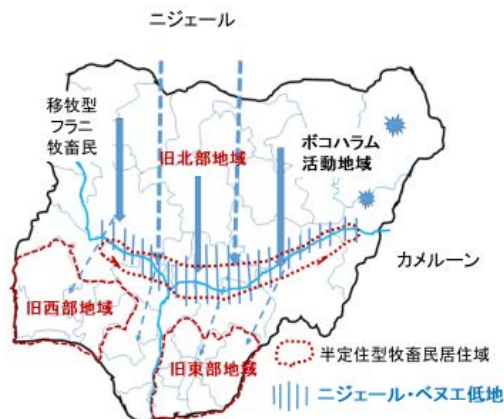 ニジェール
移牧型
フラニ
牧畜民
旧北部地域
ボコハラム
活動地域
カメルーン
旧西部地域
旧東部地域
半定住型牧畜民居住域
ニジェール・ベヌエ低地